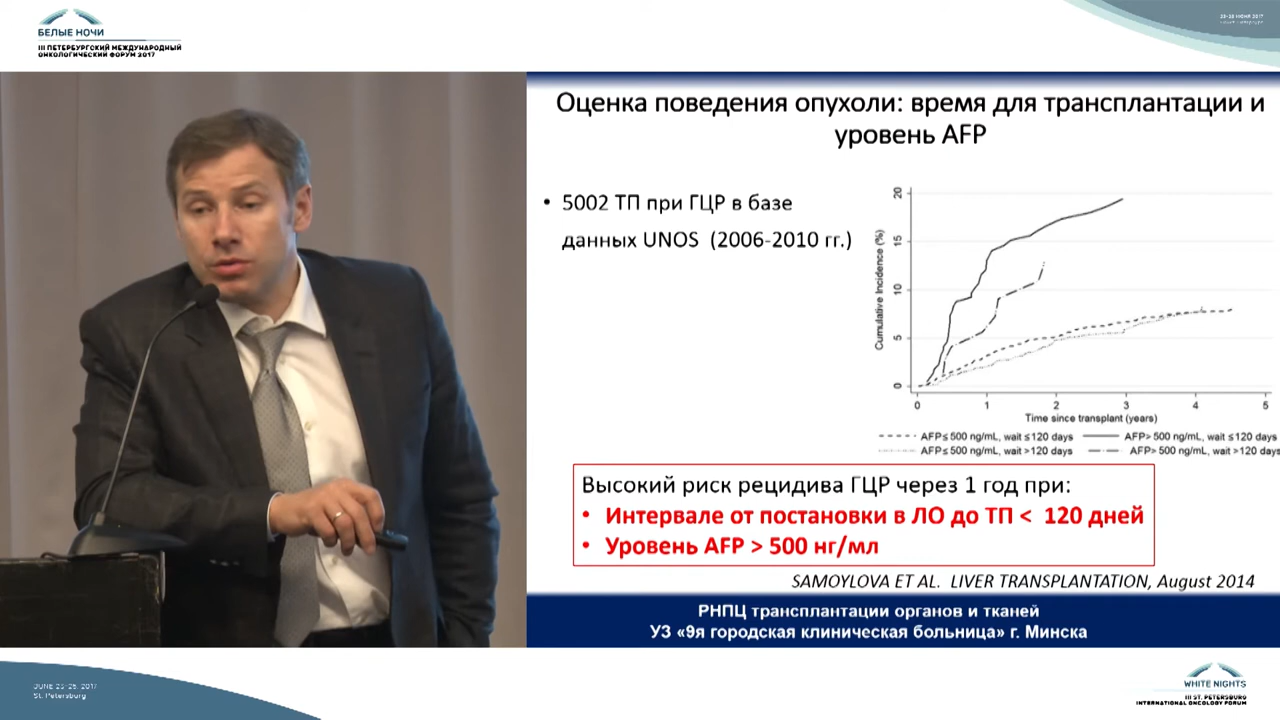 БЕЛЫЕ НОЧИ
III ПЕТЕРБУРГСКИЙ МЕЖДУНАРОДНЫЙ
ОНКОЛОГИЧЕСКИЙ ФОРУМ 2017
Оценка поведения опухоли: время для трансплантации и
уровень AFP
• 5002 ТП при ГЦР в базе
данных UNOS (2006-2010 гг.)
Cumulative Incidence (%)
20
15
10
5
0
0 1 2 3 4 5
Time since transplant (years)
AFP≤ 500 ng/mL, wait ≤120 days AFP> 500 ng/mL, wait ≤120 days
AFP≤ 500 ng/mL, wait >120 days AFP> 500 ng/mL, wait >120 days
Высокий риск рецидива ГЦР через 1 год при:
• Интервале от постановки в ЛО до ТП < 120 дней
• Уровень AFP > 500 нг/мл
SAMOYLOVA ET AL. LIVER TRANSPLANTATION, August 2014
РНПЦ трансплантации органов и тканей
УЗ «9я городская клиническая больница» г. Минска
St. Petersburg
WHITE NIGHTS
III ST. PETERSBURG
INTERNATIONAL ONCOLOGY FORUM